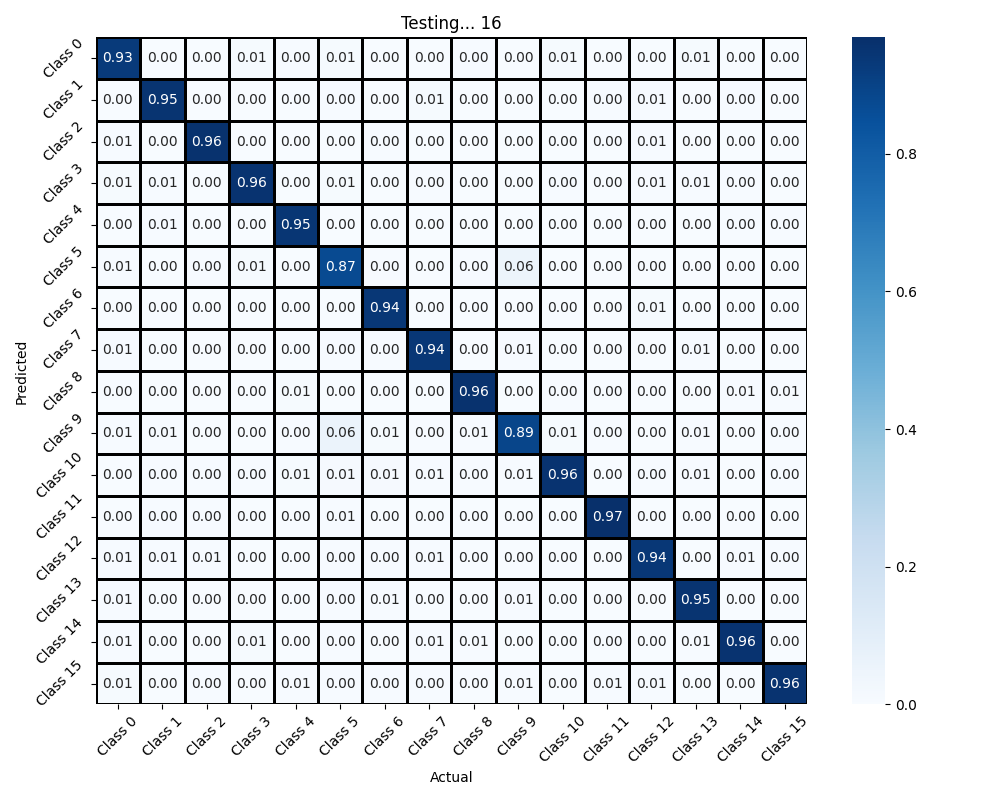 Testing... 16
Class 0 0.93 0.00 0.00 0.01 0.00 0.01 0.00 0.00 0.00 0.00 0.01 0.00 0.00 0.01 0.00 0.00
Class 1 0.00 0.95 0.00 0.00 0.00 0.00 0.00 0.01 0.00 0.00 0.00 0.00 0.01 0.00 0.00 0.00
Class 2 0.01 0.00 0.96 0.00 0.00 0.00 0.00 0.00 0.00 0.00 0.00 0.00 0.01 0.00 0.00 0.00
Class 3 0.01 0.01 0.00 0.96 0.00 0.01 0.00 0.00 0.00 0.00 0.00 0.00 0.01 0.01 0.00 0.00
Class 4 0.00 0.01 0.00 0.00 0.95 0.00 0.00 0.00 0.00 0.00 0.00 0.00 0.00 0.00 0.00 0.00
Class 5 0.01 0.00 0.00 0.01 0.00 0.87 0.00 0.00 0.00 0.06 0.00 0.00 0.00 0.00 0.00 0.00
Class 6 0.00 0.00 0.00 0.00 0.00 0.00 0.94 0.00 0.00 0.00 0.00 0.00 0.01 0.00 0.00 0.00
Class 7 0.01 0.00 0.00 0.00 0.00 0.00 0.00 0.94 0.00 0.01 0.00 0.00 0.00 0.01 0.00 0.00
Class 8 0.00 0.00 0.00 0.00 0.01 0.00 0.00 0.00 0.96 0.00 0.00 0.00 0.00 0.00 0.01 0.01
Class 9 0.01 0.01 0.00 0.00 0.00 0.06 0.01 0.00 0.01 0.89 0.01 0.00 0.00 0.01 0.00 0.00
Class 10 0.00 0.00 0.00 0.00 0.01 0.01 0.01 0.01 0.00 0.01 0.96 0.00 0.00 0.01 0.00 0.00
Class 11 0.00 0.00 0.00 0.00 0.00 0.01 0.00 0.00 0.00 0.00 0.00 0.97 0.00 0.00 0.00 0.00
Class 12 0.01 0.01 0.01 0.00 0.00 0.00 0.00 0.01 0.00 0.00 0.00 0.00 0.94 0.00 0.01 0.00
Class 13 0.01 0.00 0.00 0.00 0.00 0.00 0.01 0.00 0.00 0.01 0.00 0.00 0.00 0.95 0.00 0.00
Class 14 0.01 0.00 0.00 0.01 0.00 0.00 0.00 0.01 0.01 0.00 0.00 0.00 0.00 0.01 0.96 0.00
Class 15 0.01 0.00 0.00 0.00 0.01 0.00 0.00 0.00 0.00 0.01 0.00 0.01 0.01 0.00 0.00 0.96
Class 0 Class 1 Class 2 Class 3 Class 4 Class 5 Class 6 Class 7 Class 8 Class 9 Class 10 Class 11 Class 12 Class 13 Class 14 Class 15
Actual
Predicted
0.8
0.6
0.4
0.2
0.0